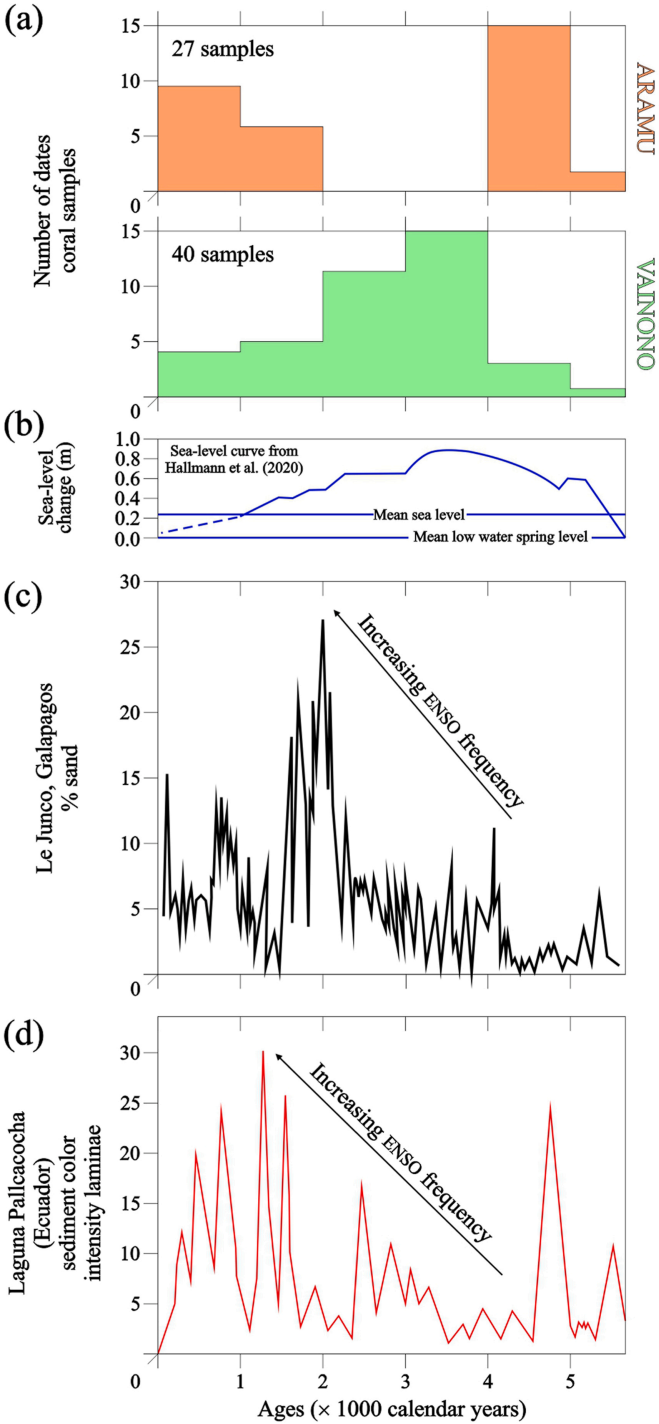 (a)
15
10
5
0
27 samples
ARAMU
Number of dates
coral samples
15
10
5
0
40 samples
VAINONO
(b)
Sea-level
change (m)
1.0
0.8
0.6
0.4
0.2
0.0
Sea-level curve from
Hallmann et al. (2020)
Mean sea level
Mean low water spring level
(c)
Le Junco, Galapagos
% sand
30
25
20
15
10
5
0
Increasing ENSO frequency
(d)
Laguna Pallcacocha
(Ecuador)
sediment color
intensity laminae
30
25
20
15
10
5
0
Increasing ENSO frequency
1 2 3 4 5
Ages (× 1000 calendar years)